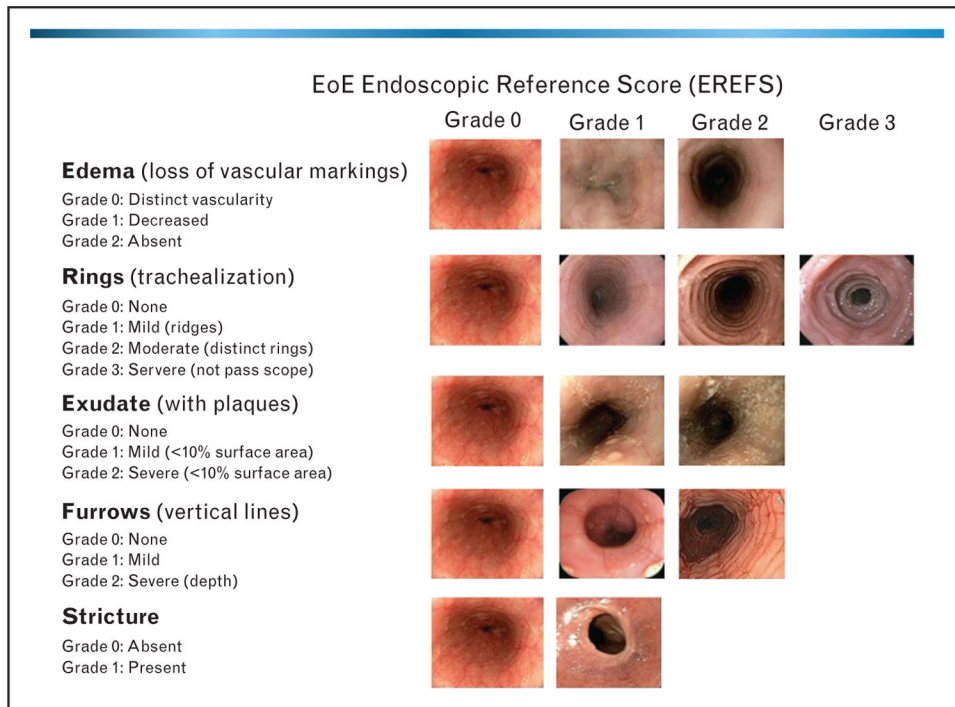 EoE Endoscopic Reference Score (EREFS)
Grade 0 Grade 1 Grade 2 Grade 3
Edema (loss of vascular markings)
Grade 0: Distinct vascularity
Grade 1: Decreased
Grade 2: Absent
Rings (trachealization)
Grade 0: None
Grade 1: Mild (ridges)
Grade 2: Moderate (distinct rings)
Grade 3: Servere (not pass scope)
Exudate (with plaques)
Grade 0: None
Grade 1: Mild (<10% surface area)
Grade 2: Severe (<10% surface area)
Furrows (vertical lines)
Grade 0: None
Grade 1: Mild
Grade 2: Severe (depth)
Stricture
Grade 0: Absent
Grade 1: Present